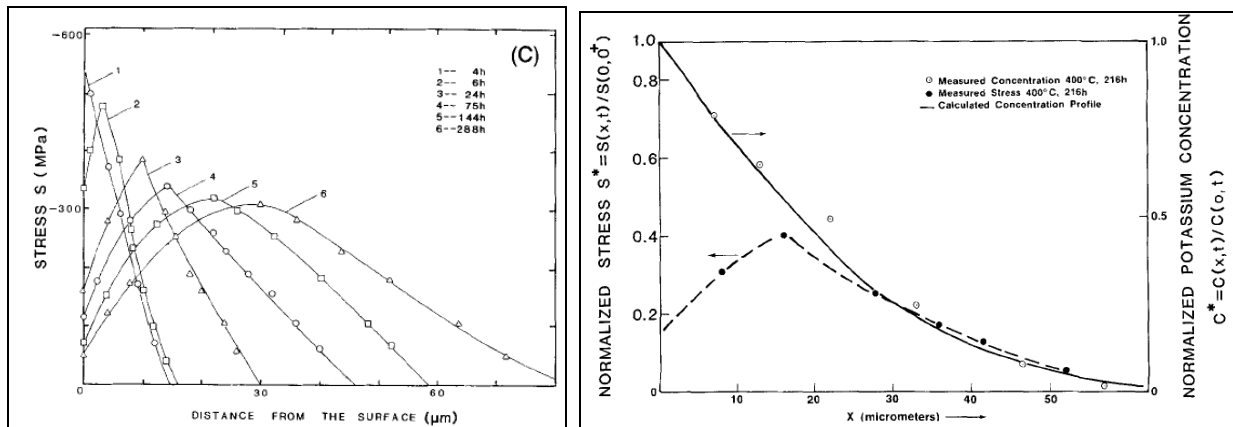 -600
(C)
1
1-- 4h
2-- 6h
3-- 24h
4-- 75h
5--144h
6--288h
2
3
4
5
6
-300
STRESS S (MPa)
0
30
60
DISTANCE FROM THE SURFACE (μm)
NORMALIZED STRESS S*=S(x,t)/S(0,0⁺)
1.0
0.8
0.6
0.4
0.2
0
Measured Concentration 400°C, 216h
Measured Stress 400°C, 216h
Calculated Concentration Profile
1.0
0.5
0
NORMALIZED POTASSIUM CONCENTRATION
C*=C(x,t)/C(o,t)
0
10
20
30
40
50
X (micrometers)